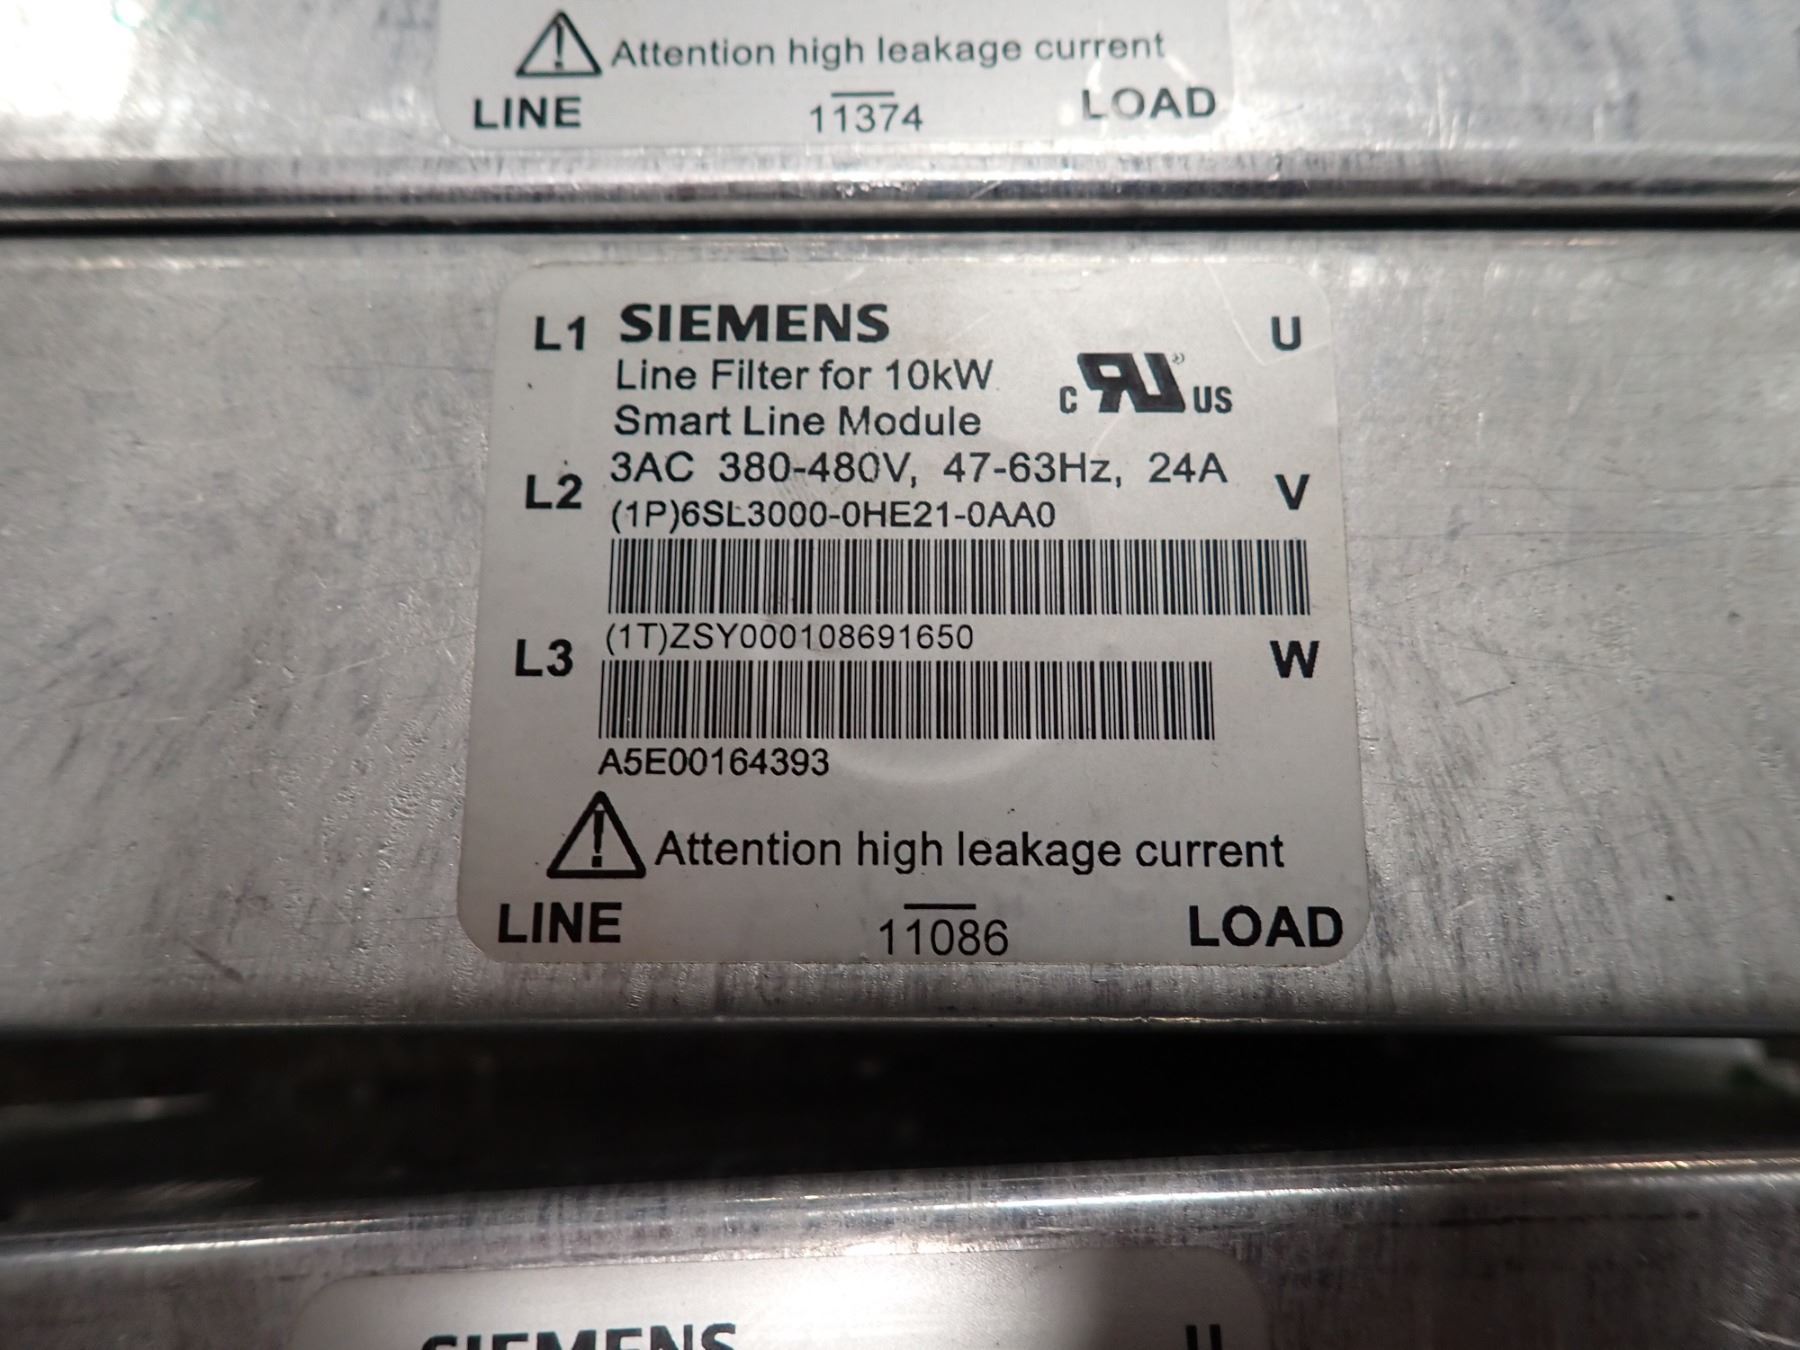 Attention high leakage current
LINE 11374 LOAD
L1 SIEMENS U
Line Filter for 10kW
Smart Line Module
c RU® US
L2 3AC 380-480V, 47-63Hz, 24A V
(1P)6SL3000-0HE21-0AA0
(1T)ZSY000108691650
L3 W
A5E00164393
Attention high leakage current
LINE 11086 LOAD
SIEMENS U